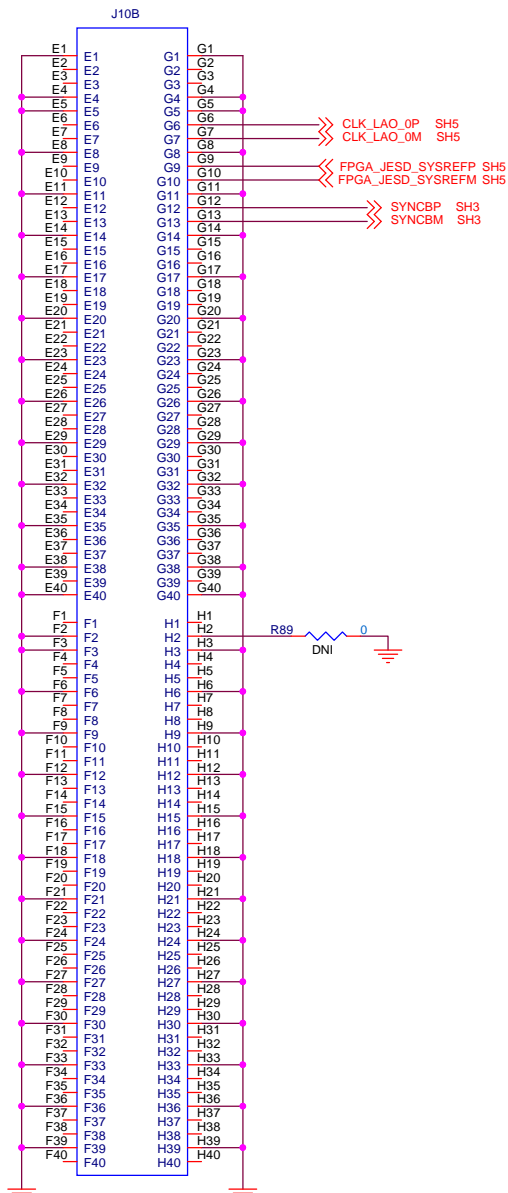 J10B
E1 E1 G1 G1
E2 E2 G2 G2
E3 E3 G3 G3
E4 E4 G4 G4
E5 E5 G5 G5
E6 E6 G6 G6 CLK_LAO_0P SH5
E7 E7 G7 G7 CLK_LAO_0M SH5
E8 E8 G8 G8
E9 E9 G9 G9 FPGA_JESD_SYSREFP SH5
E10 E10 G10 G10 FPGA_JESD_SYSREFM SH5
E11 E11 G11 G11
E12 E12 G12 G12 SYNCBP SH3
E13 E13 G13 G13 SYNCBM SH3
E14 E14 G14 G14
E15 E15 G15 G15
E16 E16 G16 G16
E17 E17 G17 G17
E18 E18 G18 G18
E19 E19 G19 G19
E20 E20 G20 G20
E21 E21 G21 G21
E22 E22 G22 G22
E23 E23 G23 G23
E24 E24 G24 G24
E25 E25 G25 G25
E26 E26 G26 G26
E27 E27 G27 G27
E28 E28 G28 G28
E29 E29 G29 G29
E30 E30 G30 G30
E31 E31 G31 G31
E32 E32 G32 G32
E33 E33 G33 G33
E34 E34 G34 G34
E35 E35 G35 G35
E36 E36 G36 G36
E37 E37 G37 G37
E38 E38 G38 G38
E39 E39 G39 G39
E40 E40 G40 G40
F1 F1 H1 H1
F2 F2 H2 H2 R89 0
DNI
F3 F3 H3 H3
F4 F4 H4 H4
F5 F5 H5 H5
F6 F6 H6 H6
F7 F7 H7 H7
F8 F8 H8 H8
F9 F9 H9 H9
F10 F10 H10 H10
F11 F11 H11 H11
F12 F12 H12 H12
F13 F13 H13 H13
F14 F14 H14 H14
F15 F15 H15 H15
F16 F16 H16 H16
F17 F17 H17 H17
F18 F18 H18 H18
F19 F19 H19 H19
F20 F20 H20 H20
F21 F21 H21 H21
F22 F22 H22 H22
F23 F23 H23 H23
F24 F24 H24 H24
F25 F25 H25 H25
F26 F26 H26 H26
F27 F27 H27 H27
F28 F28 H28 H28
F29 F29 H29 H29
F30 F30 H30 H30
F31 F31 H31 H31
F32 F32 H32 H32
F33 F33 H33 H33
F34 F34 H34 H34
F35 F35 H35 H35
F36 F36 H36 H36
F37 F37 H37 H37
F38 F38 H38 H38
F39 F39 H39 H39
F40 F40 H40 H40